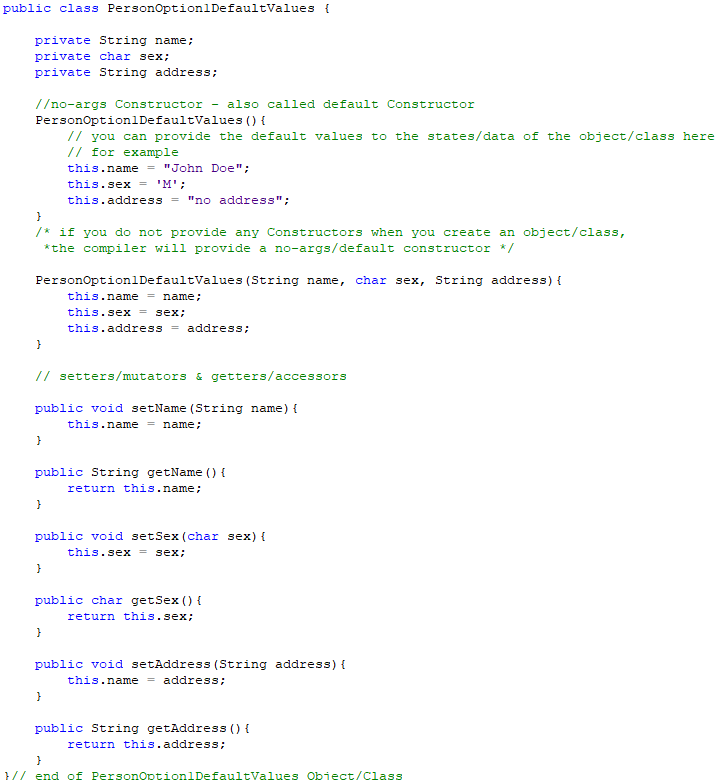 public class PersonOption1DefaultValues {
private String name;
private char sex;
private String address;
//no-args Constructor - also called default Constructor
PersonOption1DefaultValues(){
// you can provide the default values to the states/data of the object/class here
// for example
this.name = "John Doe";
this.sex = 'M';
this.address = "no address";
}
/* if you do not provide any Constructors when you create an object/class,
*the compiler will provide a no-args/default constructor */
PersonOption1DefaultValues(String name, char sex, String address){
this.name = name;
this.sex = sex;
this.address = address;
}
// setters/mutators & getters/accessors
public void setName(String name){
this.name = name;
}
public String getName(){
return this.name;
}
public void setSex(char sex){
this.sex = sex;
}
public char getSex(){
return this.sex;
}
public void setAddress(String address){
this.name = address;
}
public String getAddress(){
return this.address;
}
}// end of PersonOption1DefaultValues Object/Class